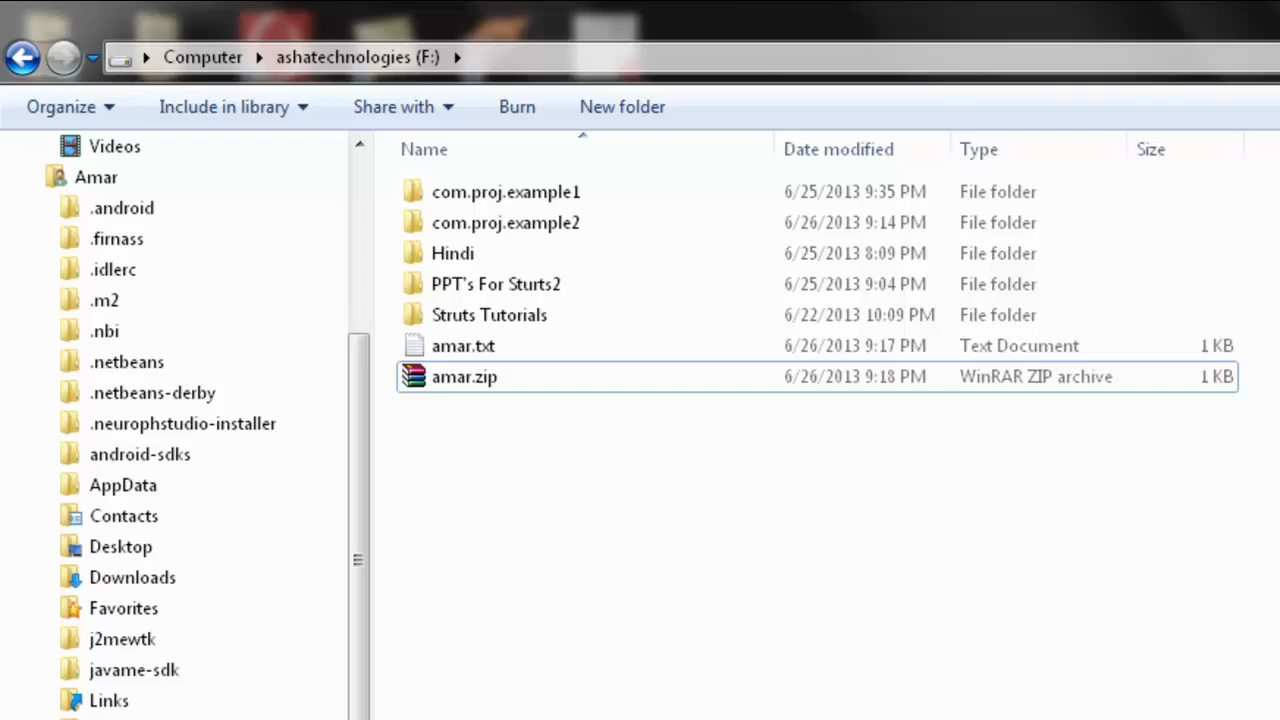 Computer ashatechnologies (F:)
Organize Include in library Share with Burn New folder
Videos
Amar
.android
.firnass
.idlerc
.m2
.nbi
.netbeans
.netbeans-derby
.neurophstudio-installer
android-sdks
AppData
Contacts
Desktop
Downloads
Favorites
j2mewtk
javame-sdk
Links
Name Date modified Type Size
com.proj.example1 6/25/2013 9:35 PM File folder
com.proj.example2 6/26/2013 9:14 PM File folder
Hindi 6/25/2013 8:09 PM File folder
PPT's For Sturts2 6/25/2013 9:04 PM File folder
Struts Tutorials 6/22/2013 10:09 PM File folder
amar.txt 6/26/2013 9:17 PM Text Document 1 KB
amar.zip 6/26/2013 9:18 PM WinRAR ZIP archive 1 KB